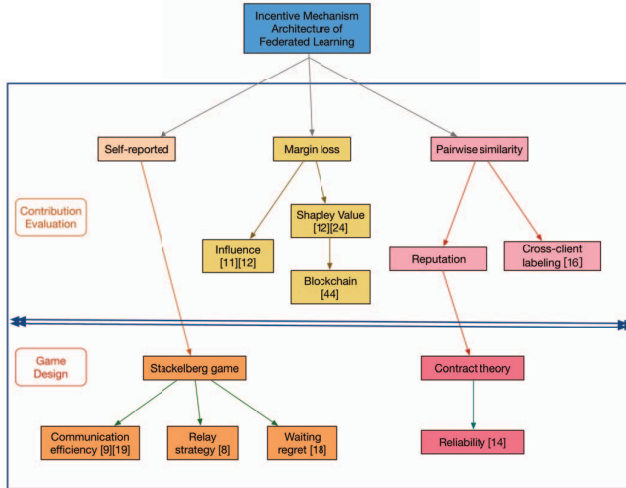 Incentive Mechanism
Architecture of
Federated Learning
Self-reported
Margin loss
Pairwise similarity
Contribution
Evaluation
Shapley Value
[12][24]
Influence
[11][12]
Reputation
Cross-client
labeling [16]
Blockchain
[44]
Game
Design
Stackelberg game
Contract theory
Communication
efficiency [9][19]
Relay
strategy [8]
Waiting
regret [18]
Reliability [14]